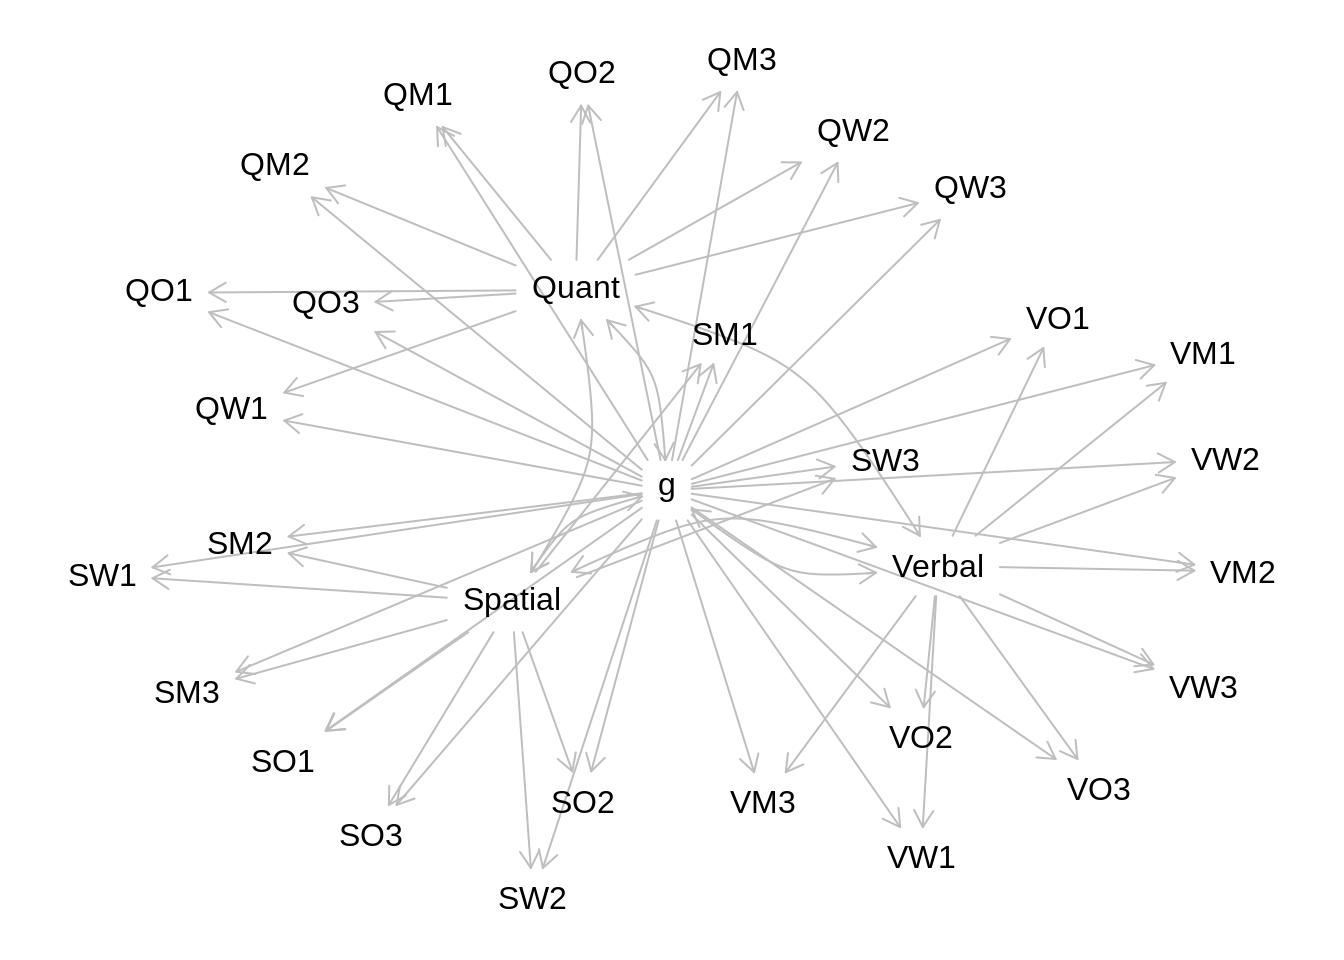 QM3
QO2
QM1
QW2
QM2
QW3
Quant
QO1
QO3
VO1
SM1
VM1
QW1
VW2
SW3
g
SM2
Verbal
VM2
SW1
Spatial
VW3
SM3
VO2
SO1
VO3
SO2
VM3
SO3
VW1
SW2